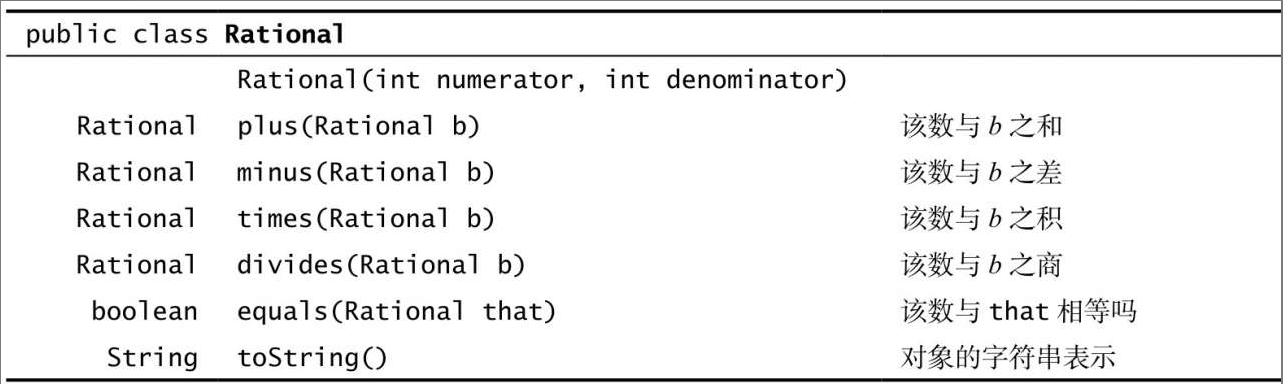 public class Rational
Rational(int numerator, int denominator)
Rational plus(Rational b) 该数与 b 之和
Rational minus(Rational b) 该数与 b 之差
Rational times(Rational b) 该数与 b 之积
Rational divides(Rational b) 该数与 b 之商
boolean equals(Rational that) 该数与 that 相等吗
String toString() 对象的字符串表示